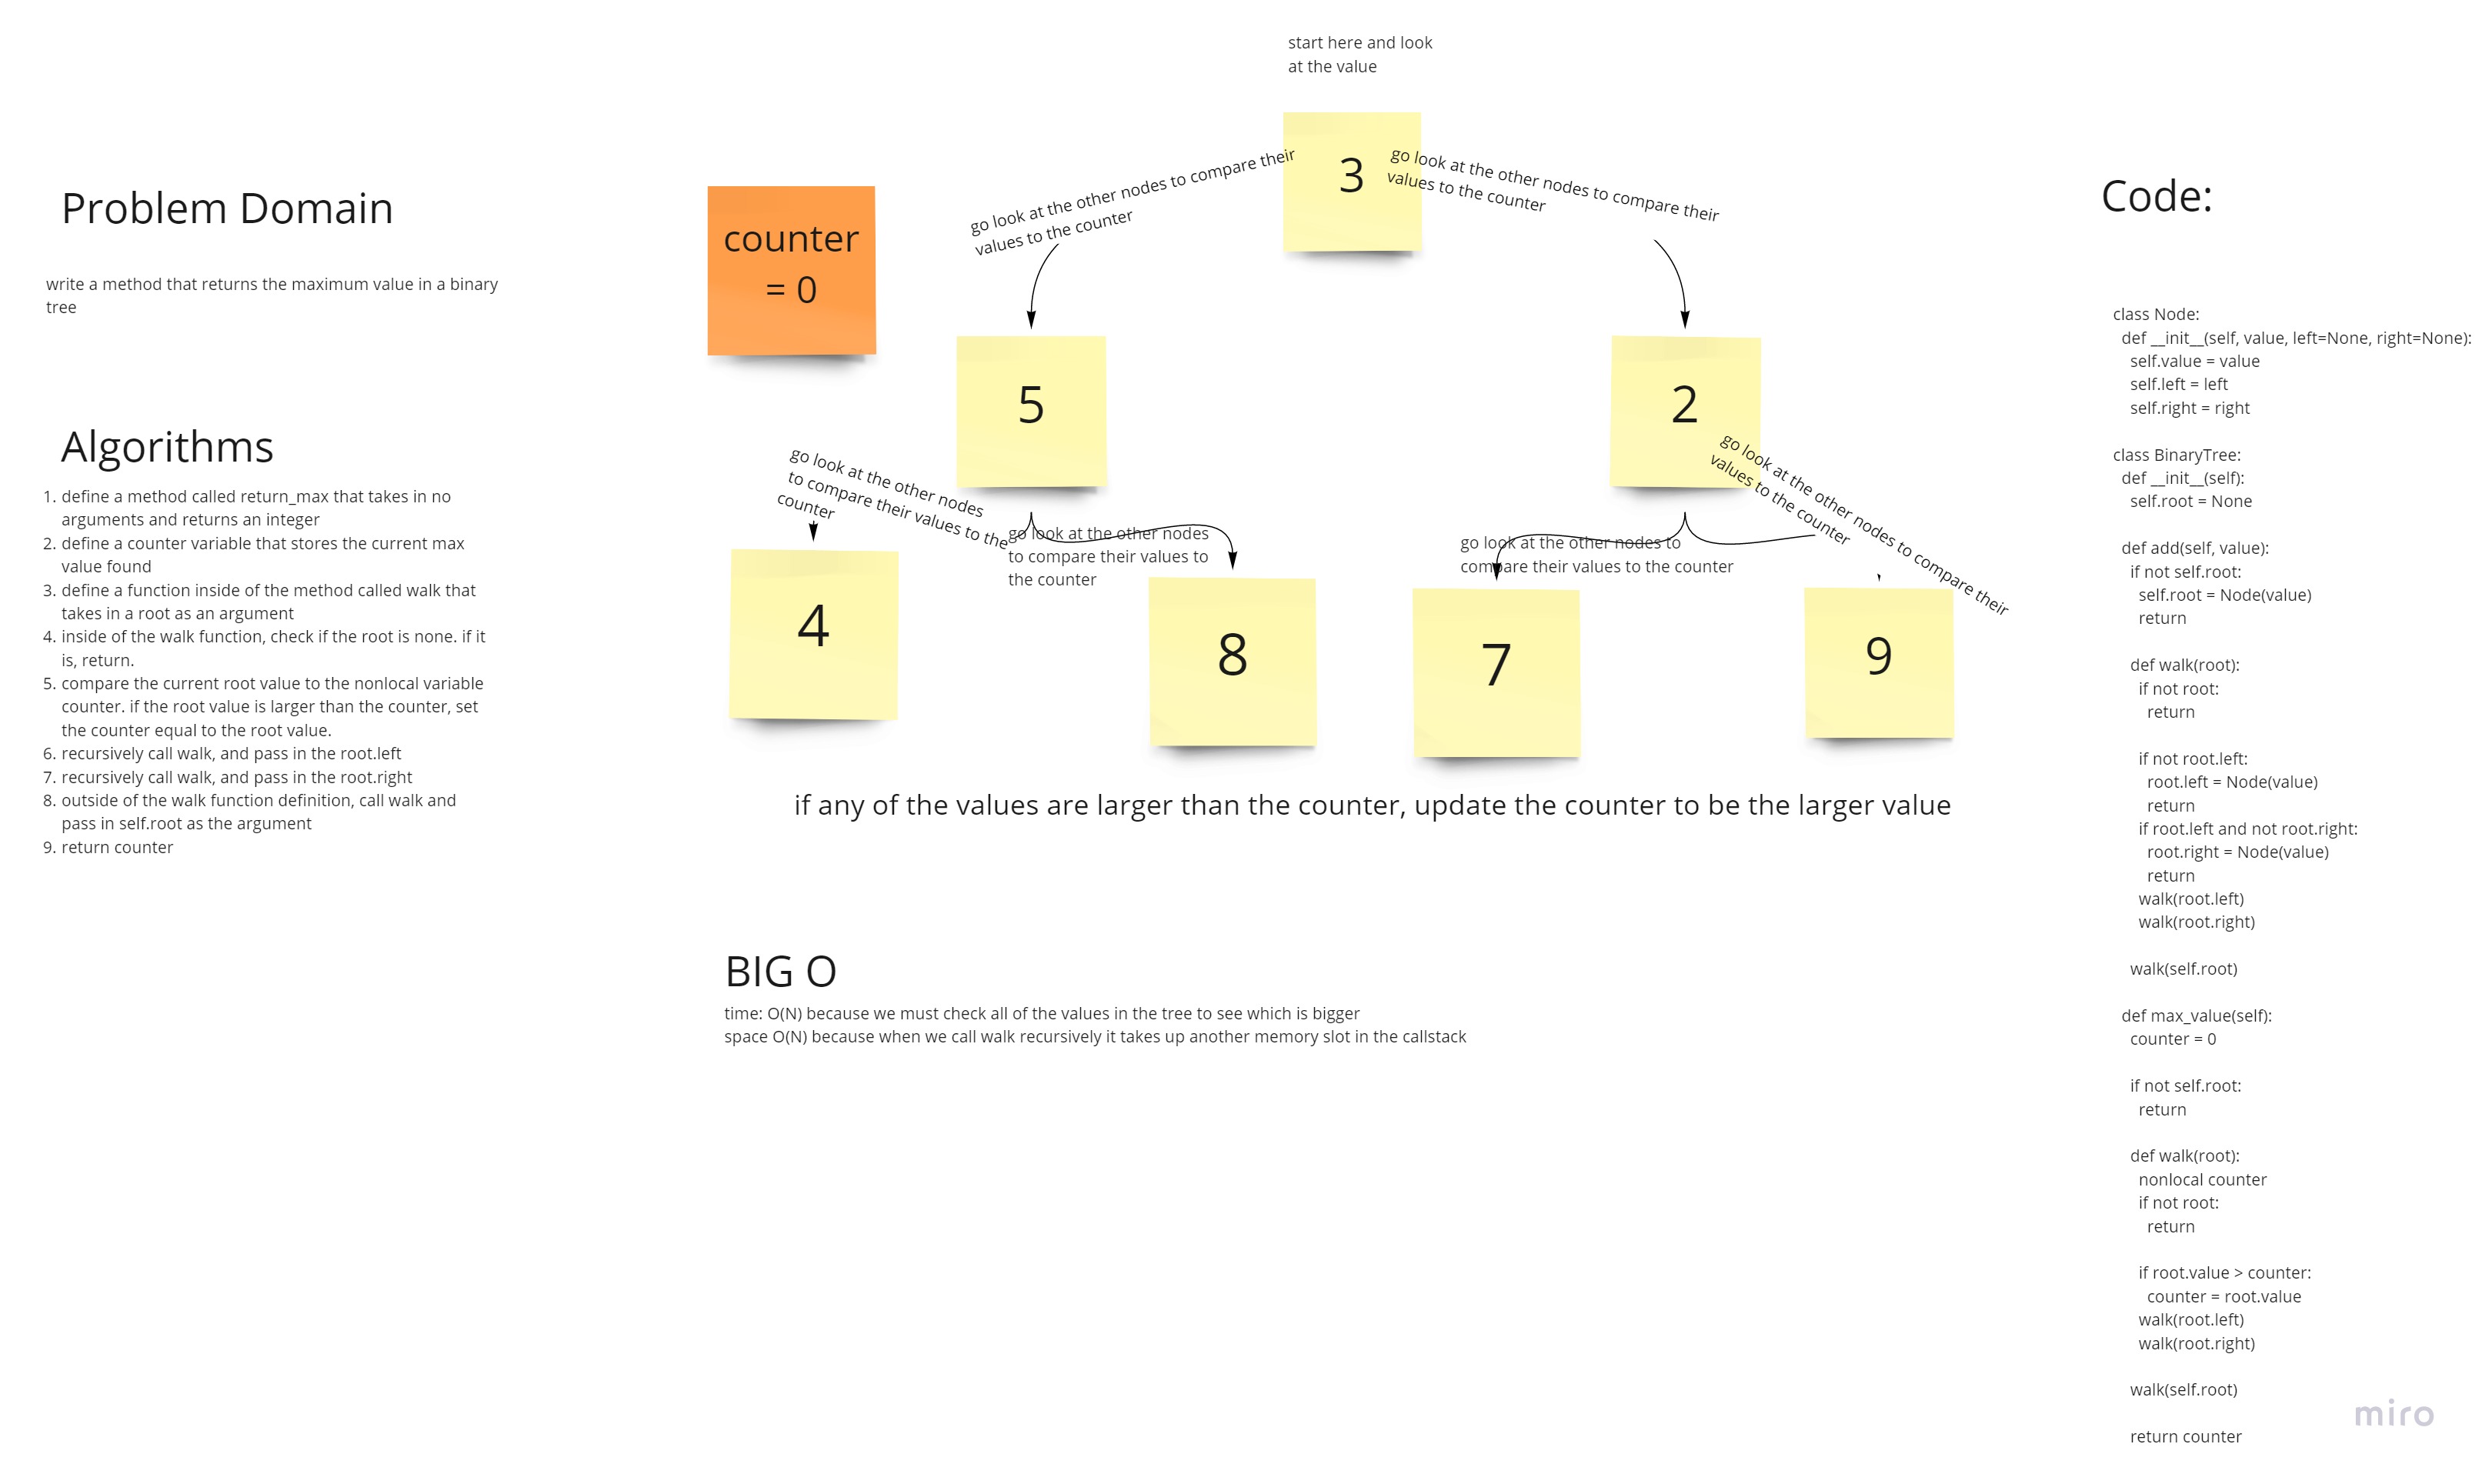 Problem Domain
write a method that returns the maximum value in a binary
tree
Algorithms
1. define a method called return_max that takes in no
arguments and returns an integer
2. define a counter variable that stores the current max
value found
3. define a function inside of the method called walk that
takes in a root as an argument
4. inside of the walk function, check if the root is none. if it
is, return.
5. compare the current root value to the nonlocal variable
counter. if the root value is larger than the counter, set
the counter equal to the root value.
6. recursively call walk, and pass in the root.left
7. recursively call walk, and pass in the root.right
8. outside of the walk function definition, call walk and
pass in self.root as the argument
9. return counter
start here and look
at the value
counter
= 0
3
go look at the other nodes to compare their
values to the counter
go look at the other nodes to compare their
values to the counter
5
2
go look at the other nodes
to compare their values to the
counter
go look at the other nodes
to compare their values to
the counter
go look at the other nodes to
compare their values to the counter
go look at the other nodes to compare their
values to the counter
4
8
7
9
if any of the values are larger than the counter, update the counter to be the larger value
BIG O
time: O(N) because we must check all of the values in the tree to see which is bigger
space O(N) because when we call walk recursively it takes up another memory slot in the callstack
Code:
class Node:
  def __init__(self, value, left=None, right=None):
    self.value = value
    self.left = left
    self.right = right
class BinaryTree:
  def __init__(self):
    self.root = None
  def add(self, value):
    if not self.root:
      self.root = Node(value)
      return
    def walk(root):
      if not root:
        return
      if not root.left:
        root.left = Node(value)
        return
      if root.left and not root.right:
        root.right = Node(value)
        return
      walk(root.left)
      walk(root.right)
    walk(self.root)
  def max_value(self):
    counter = 0
    if not self.root:
      return
    def walk(root):
      nonlocal counter
      if not root:
        return
      if root.value > counter:
        counter = root.value
      walk(root.left)
      walk(root.right)
    walk(self.root)
    return counter
miro